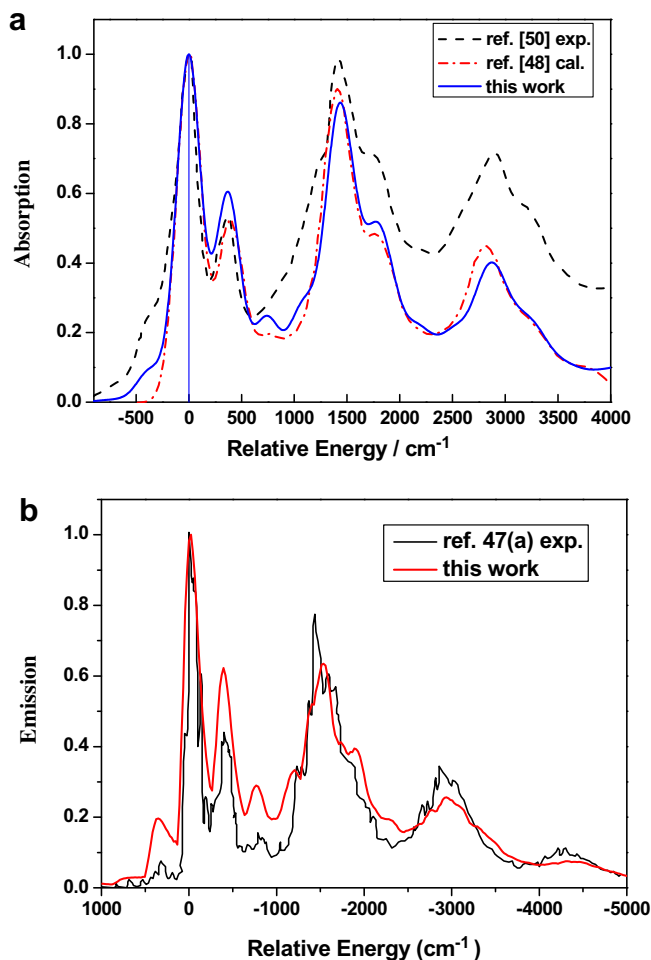 a
ref. [50] exp.
ref. [48] cal.
this work
1.0
0.8
0.6
0.4
0.2
0.0
Absorption
-500 0 500 1000 1500 2000 2500 3000 3500 4000
Relative Energy / cm-1
b
ref. 47(a) exp.
this work
1.0
0.8
0.6
0.4
0.2
0.0
Emission
1000 0 -1000 -2000 -3000 -4000 -5000
Relative Energy (cm-1 )